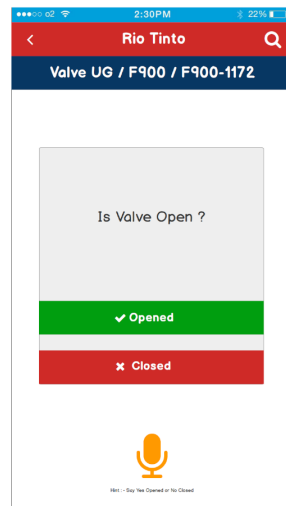 o2 2:30PM 22%
Rio Tinto
Valve UG / F900 / F900-1172
Is Valve Open ?
Opened
Closed
Hint : - Say Yes Opened or No Closed